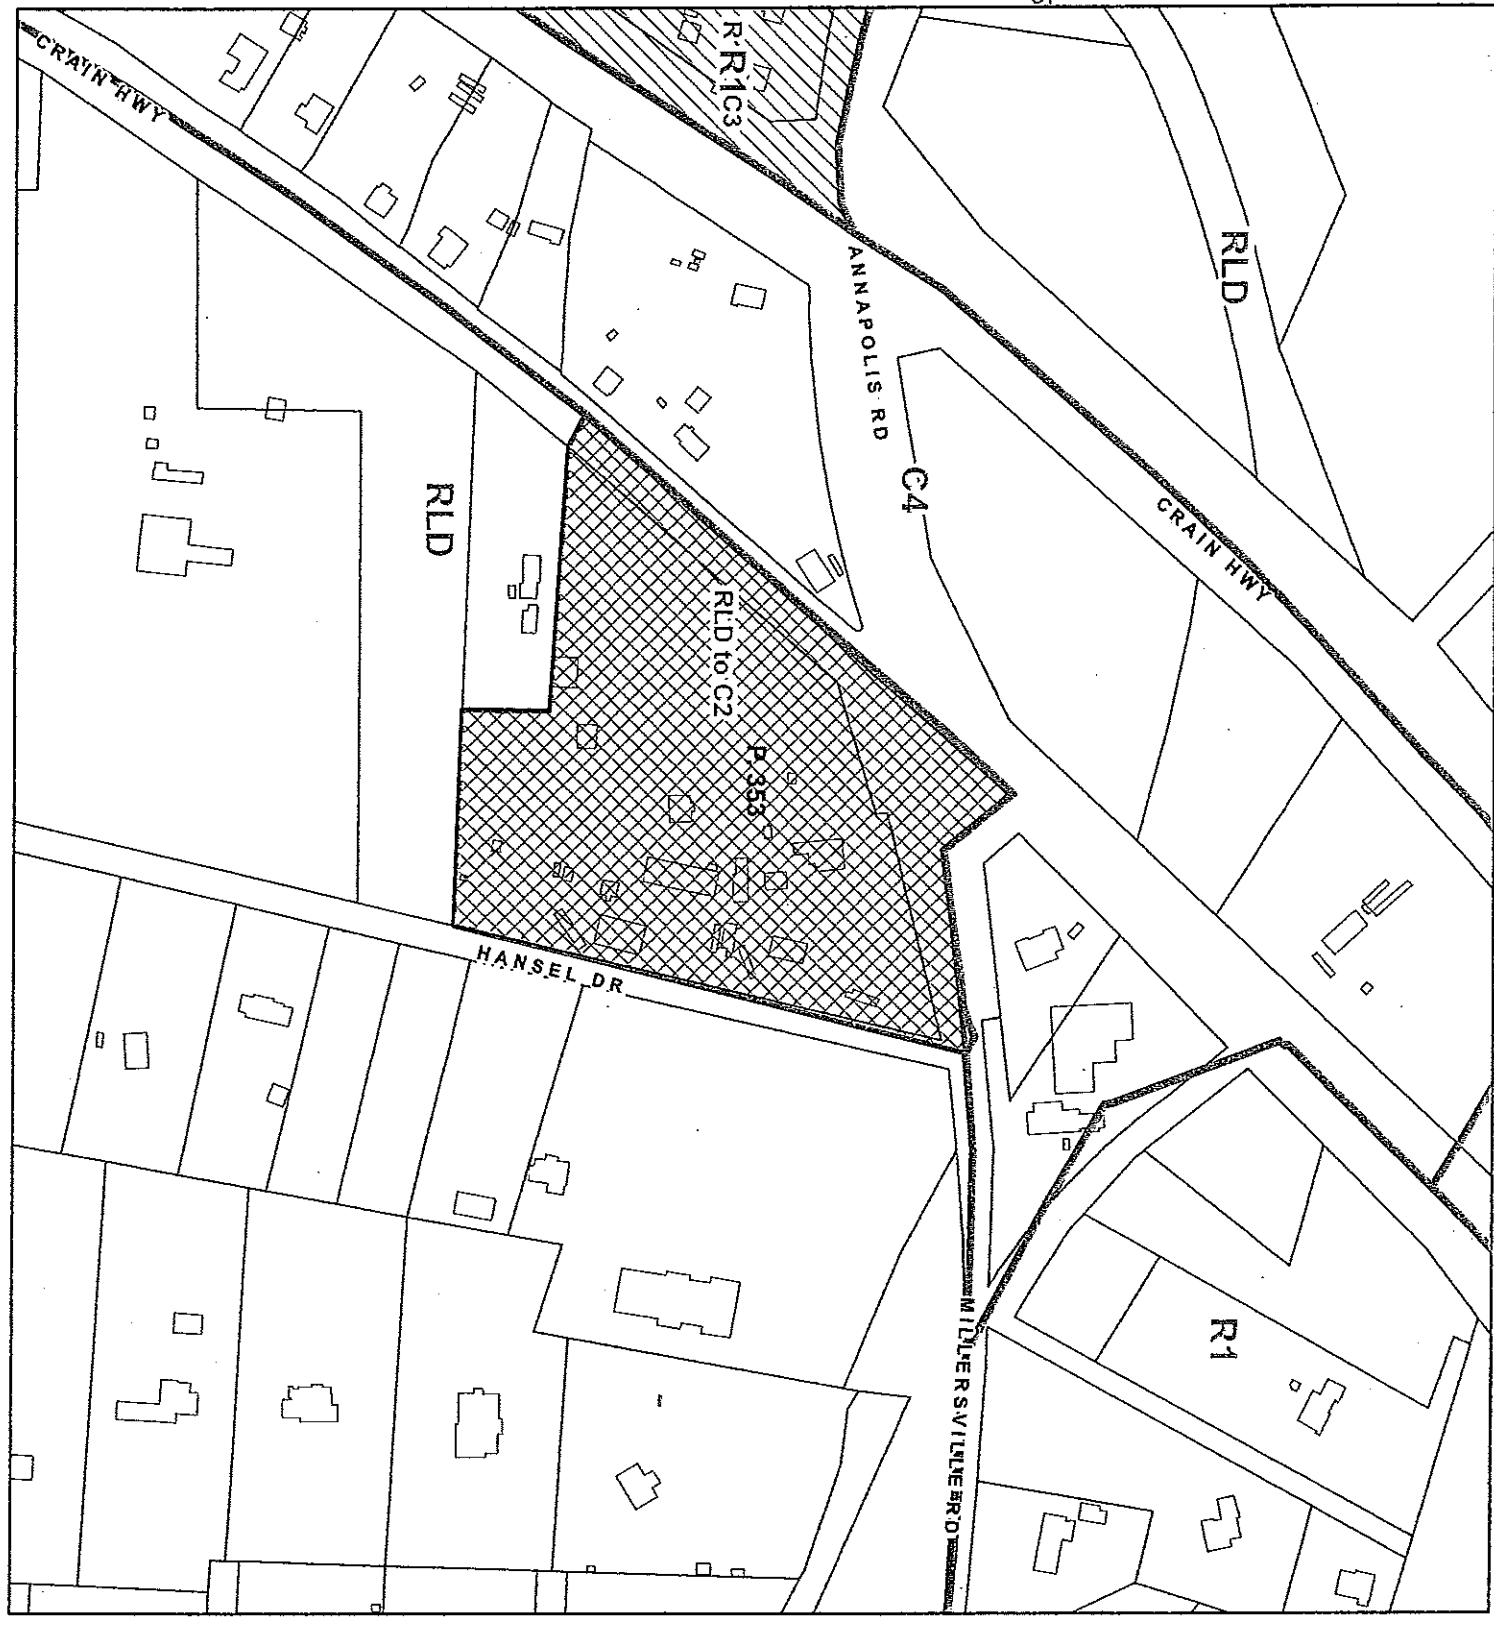 R1
C3
CRAIN HWY
RLD
ANNAPOLIS RD
C4
CRAIN HWY
RLD
RLD to C2
P. 353
HANSEL DR
MILLERSVILLE RD
R1